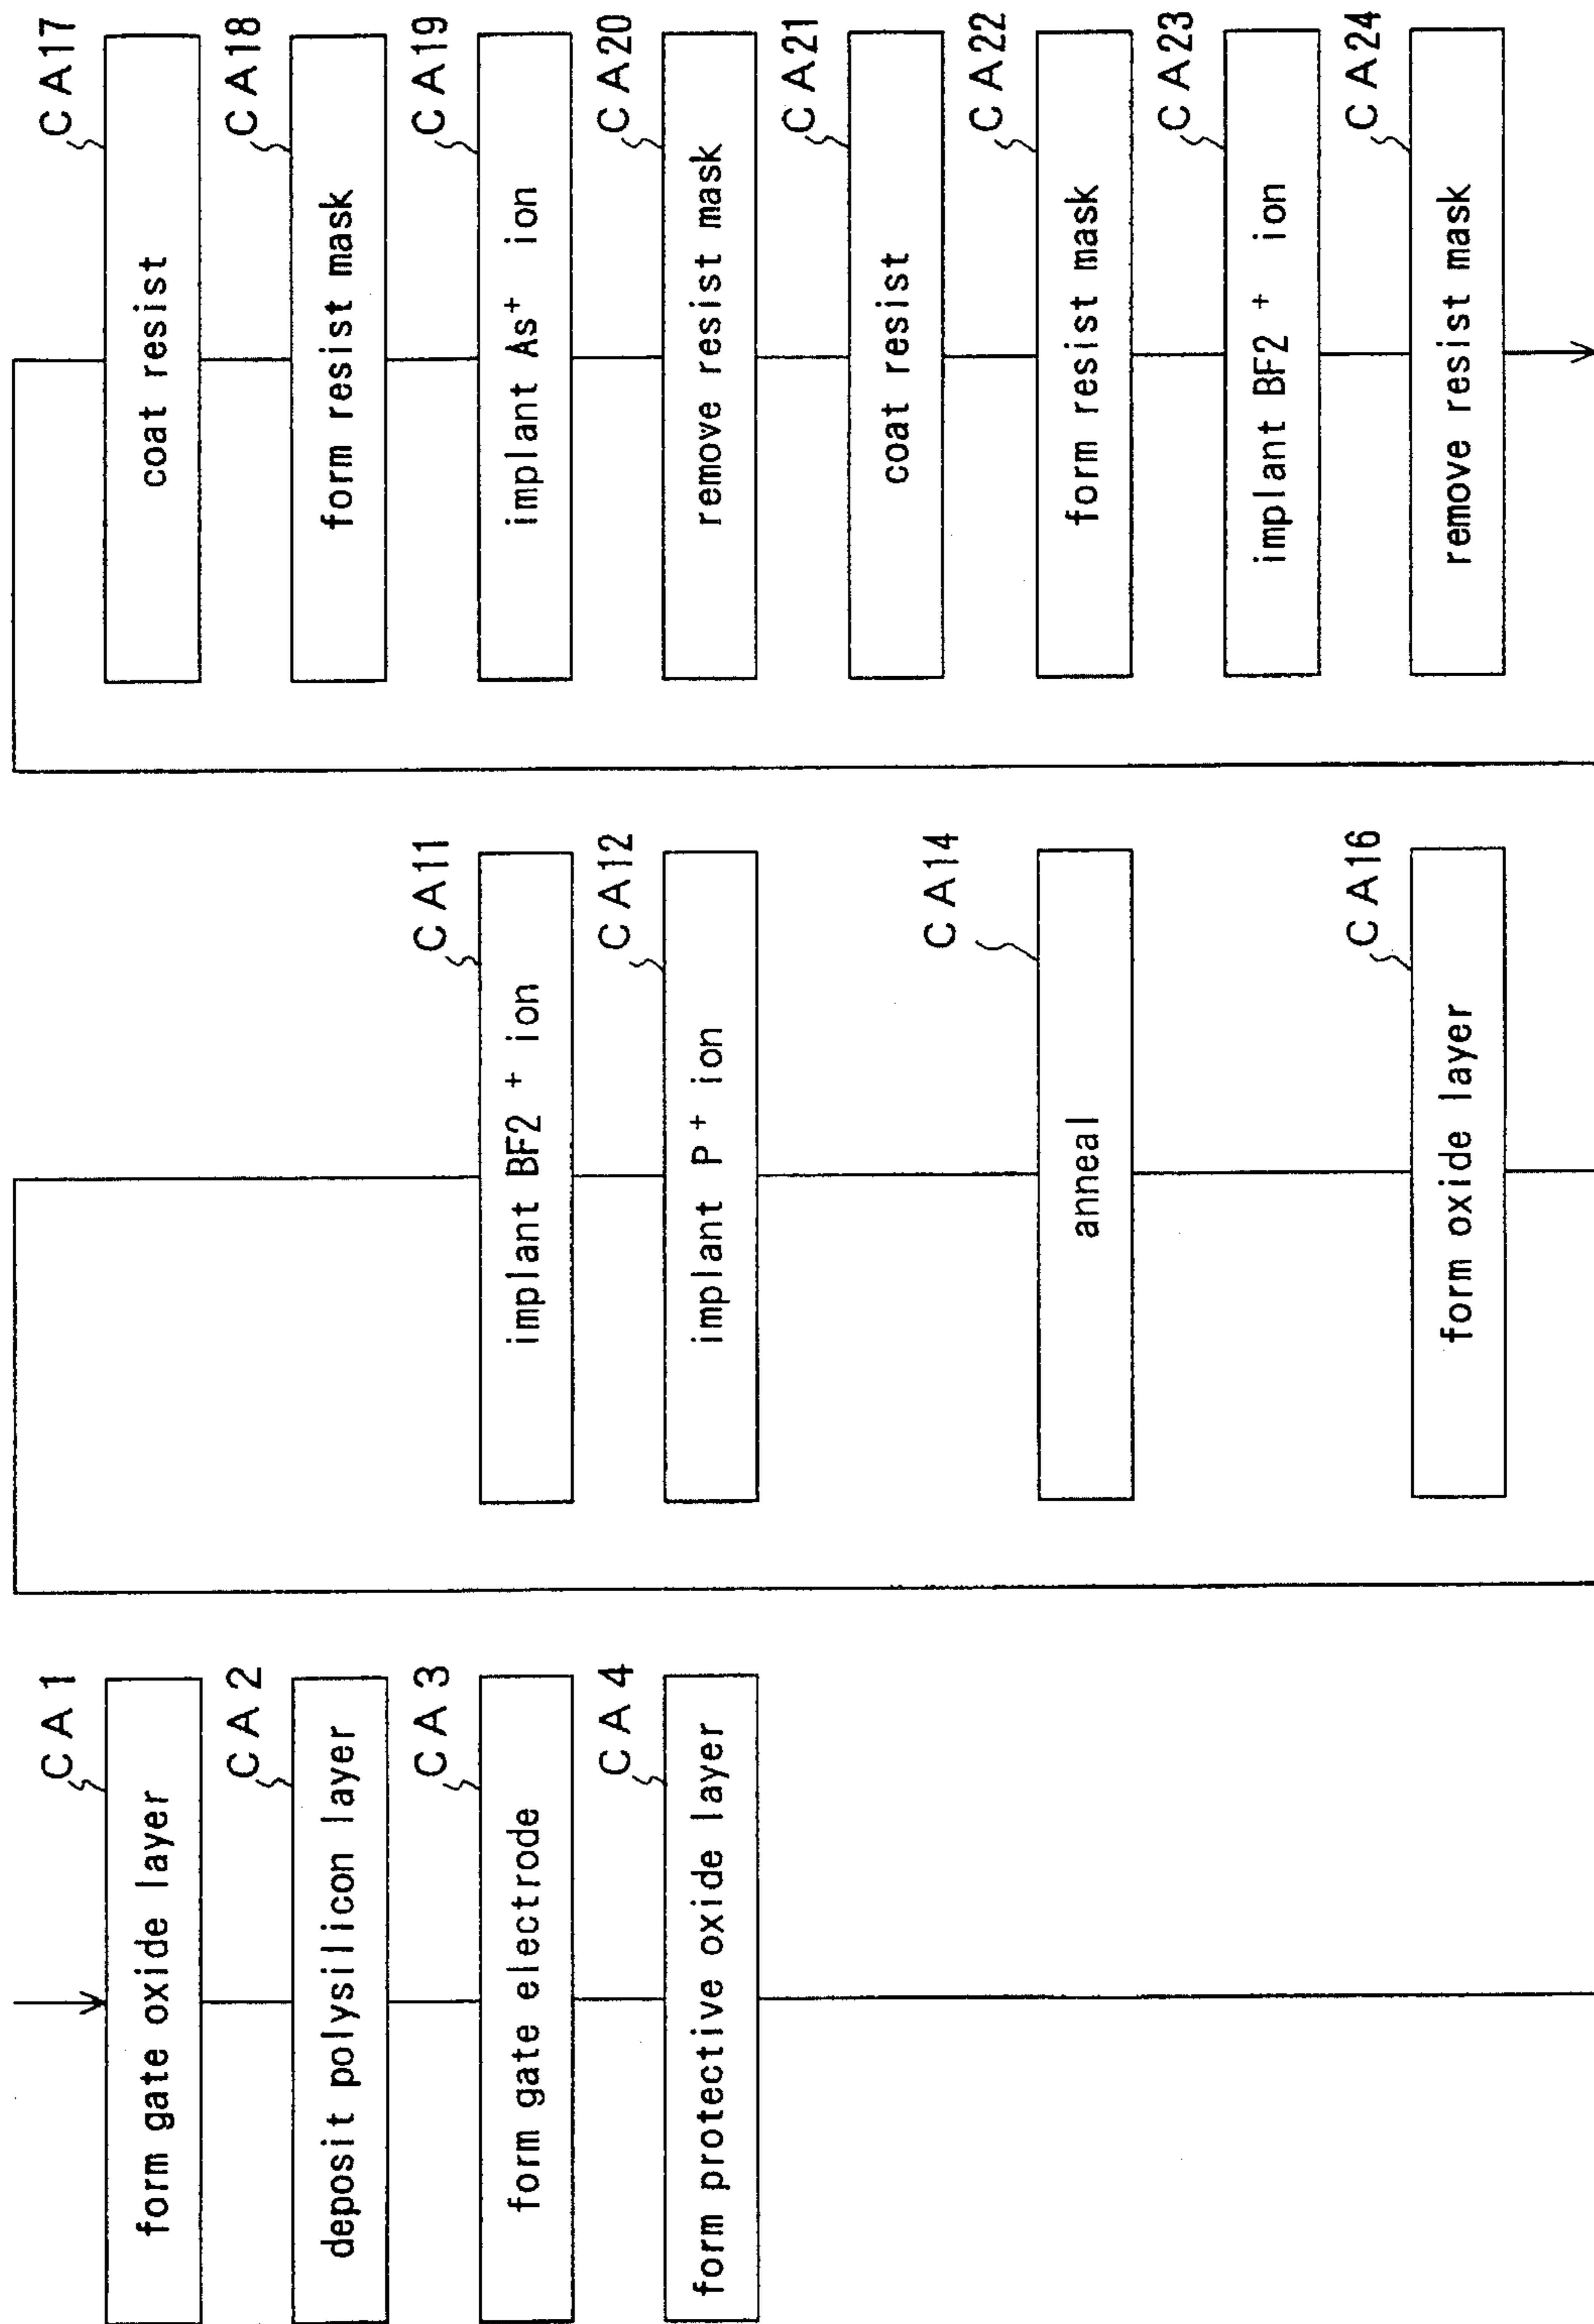 CA1
form gate oxide layer
CA2
deposit polysilicon layer
CA3
form gate electrode
CA4
form protective oxide layer
CA11
implant BF2+ ion
CA12
implant P+ ion
CA14
anneal
CA16
form oxide layer
CA17
coat resist
CA18
form resist mask
CA19
implant As+ ion
CA20
remove resist mask
CA21
coat resist
CA22
form resist mask
CA23
implant BF2+ ion
CA24
remove resist mask